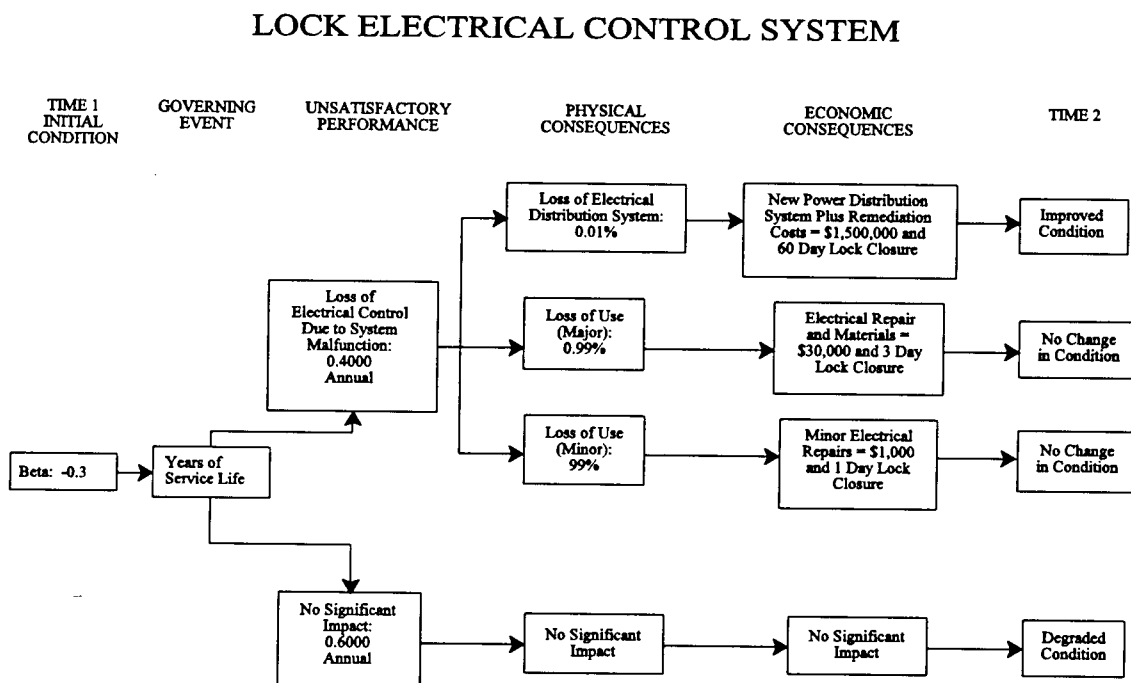 LOCK ELECTRICAL CONTROL SYSTEM
TIME 1
INITIAL
CONDITION
GOVERNING
EVENT
UNSATISFACTORY
PERFORMANCE
PHYSICAL
CONSEQUENCES
ECONOMIC
CONSEQUENCES
TIME 2
Loss of Electrical
Distribution System:
0.01%
New Power Distribution
System Plus Remediation
Costs = $1,500,000 and
60 Day Lock Closure
Improved
Condition
Loss of
Electrical Control
Due to System
Malfunction:
0.4000
Annual
Loss of Use
(Major):
0.99%
Electrical Repair
and Materials =
$30,000 and 3 Day
Lock Closure
No Change
in Condition
Loss of Use
(Minor):
99%
Minor Electrical
Repairs = $1,000
and 1 Day Lock
Closure
No Change
in Condition
Beta: -0.3
Years of
Service Life
No Significant
Impact:
0.6000
Annual
No Significant
Impact
No Significant
Impact
Degraded
Condition